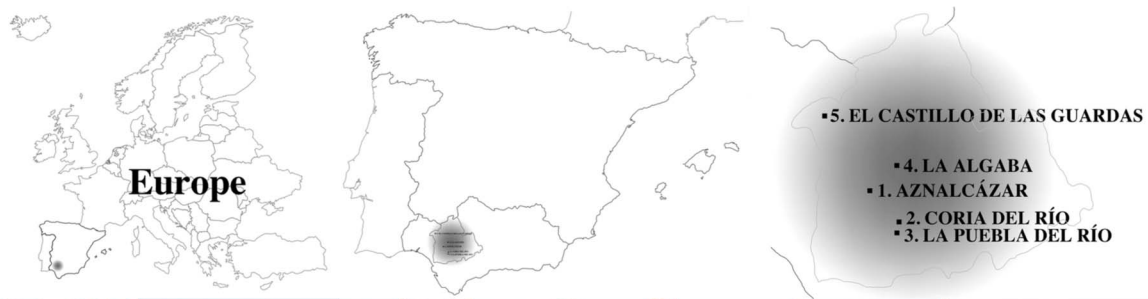 Europe
5. EL CASTILLO DE LAS GUARDAS
4. LA ALGABA
1. AZNALCÁZAR
2. CORIA DEL RÍO
3. LA PUEBLA DEL RÍO